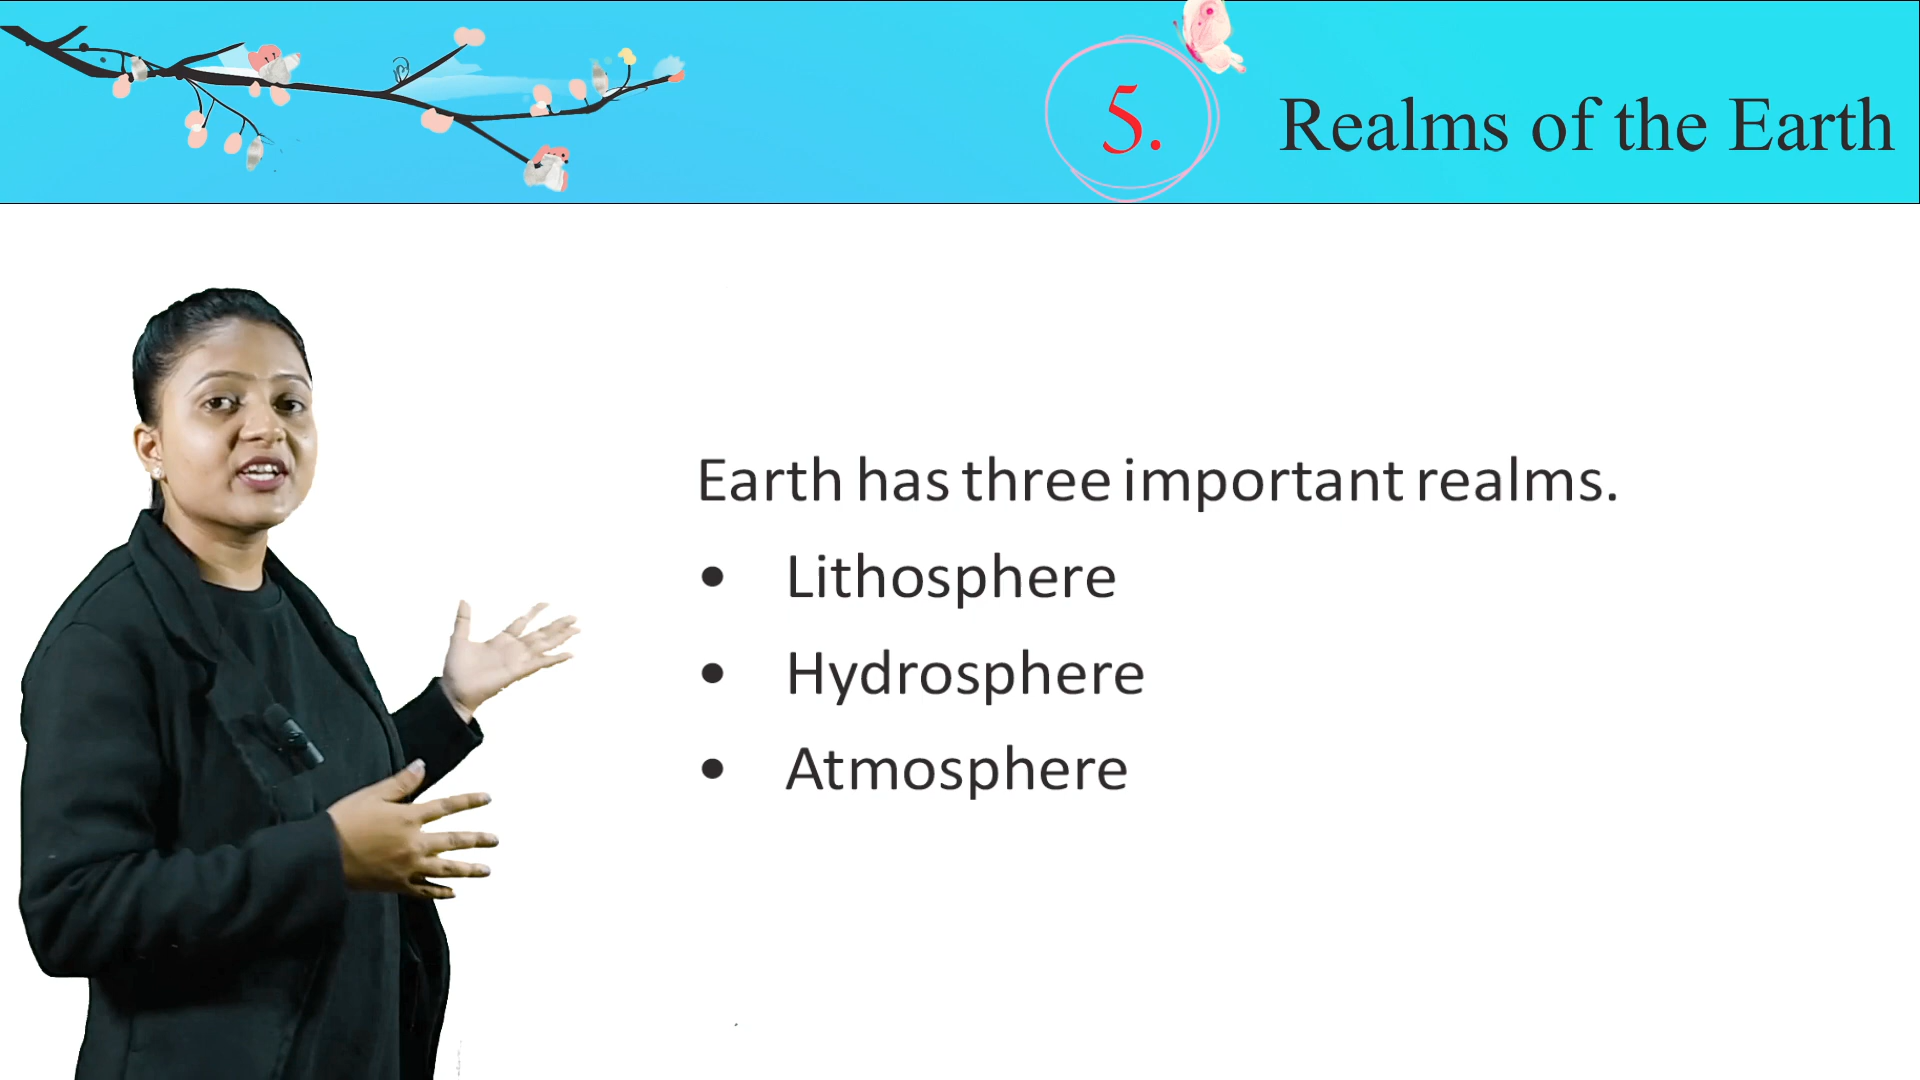 5.
Realms of the Earth
Earth has three important realms.
• Lithosphere
• Hydrosphere
• Atmosphere